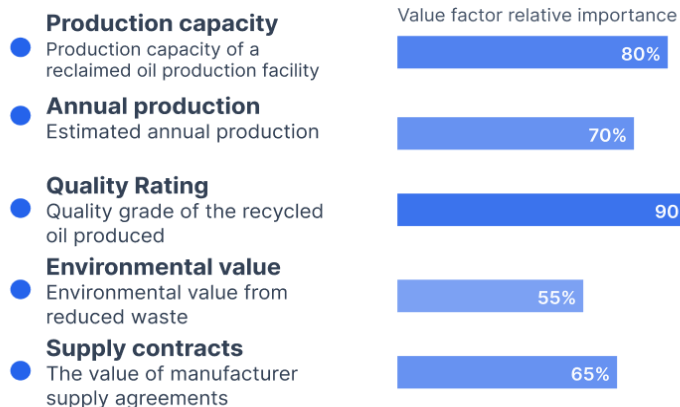 Production capacity
Value factor relative importance
Production capacity of a
reclaimed oil production facility
80%
Annual production
Estimated annual production
70%
Quality Rating
Quality grade of the recycled
oil produced
90
Environmental value
Environmental value from
reduced waste
55%
Supply contracts
The value of manufacturer
supply agreements
65%